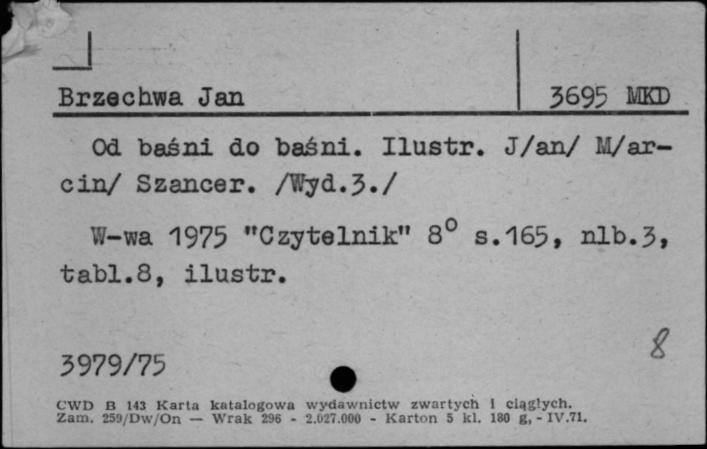 Brzechwa Jan
3695 MKD
Od baśni do baśni. Ilustr. J/an/ M/ar-
cin/ Szancer. /Wyd.3./
W-wa 1975 "Czytelnik" 8° s.165, nlb.3,
tabl.8, ilustr.
8
3979/75
CWD B 143 Karta katalogowa wydawnictw zwartych i ciągłych.
Zam. 259/Dw/On — Wrak 296 - 2.027.000 - Karton 5 kl. 180 g, - IV.71.